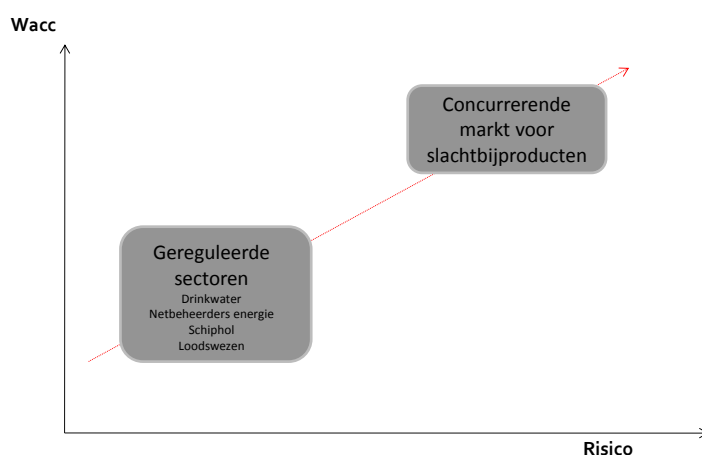 Wacc
Concurrerende
markt voor
slachtbijproducten
Gereguleerde
sectoren
Drinkwater
Netbeheerders energie
Schiphol
Loodswezen
Risico